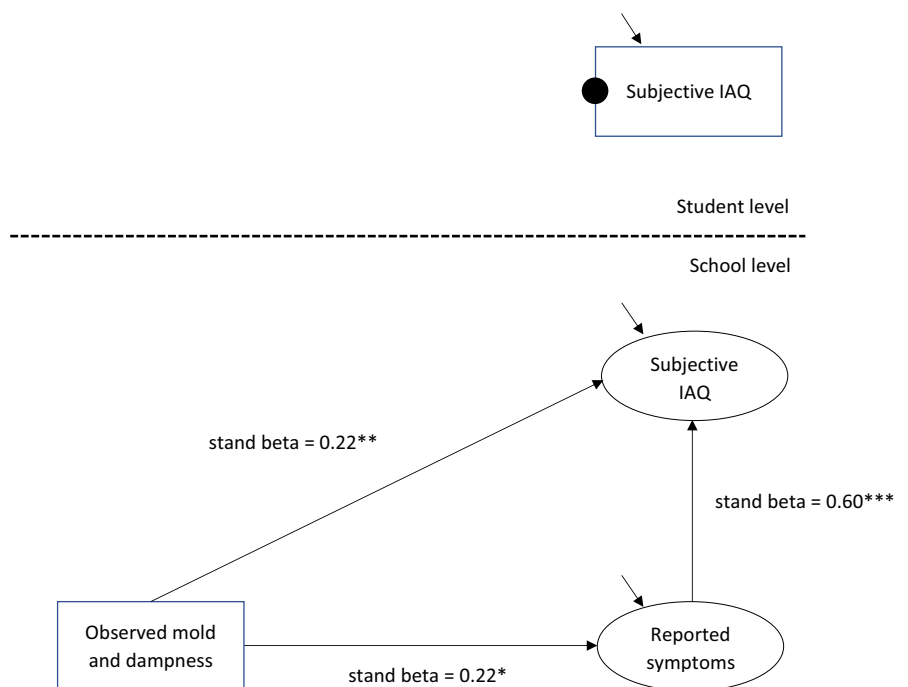 Subjective IAQ
Student level
School level
Subjective
IAQ
stand beta = 0.22**
stand beta = 0.60***
Observed mold
and dampness
Reported
symptoms
stand beta = 0.22*